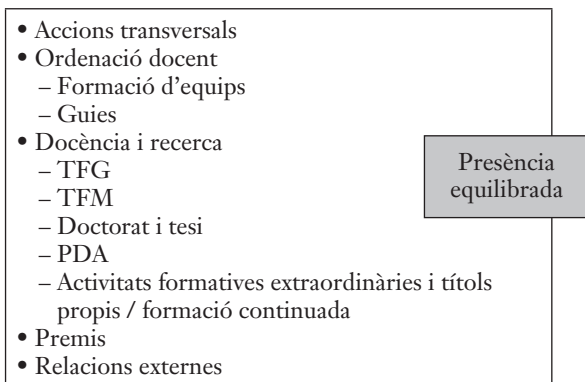 • Accions transversals
• Ordenació docent
– Formació d'equips
– Guies
• Docència i recerca
– TFG
– TFM
– Doctorat i tesi
– PDA
– Activitats formatives extraordinàries i títols
propis / formació continuada
• Premis
• Relacions externes
Presència
equilibrada